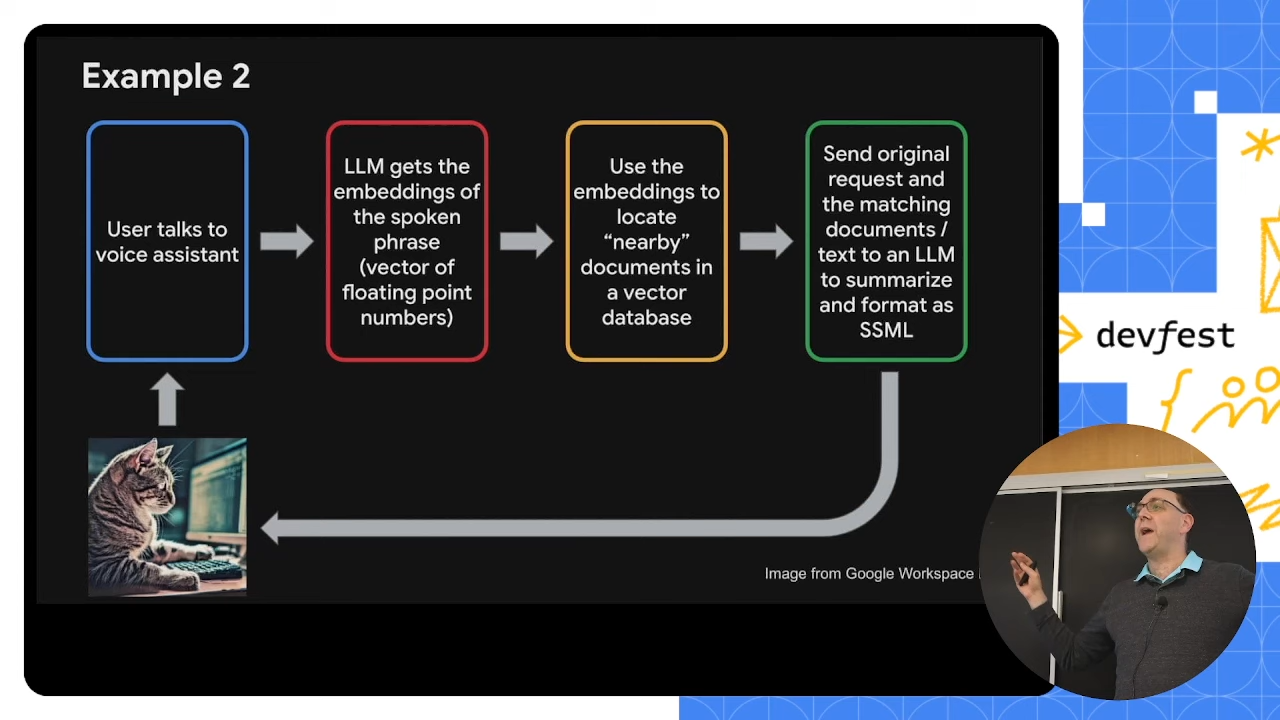 Example 2
User talks to
voice assistant
LLM gets the
embeddings of
the spoken
phrase
(vector of
floating point
numbers)
Use the
embeddings to
locate
“nearby”
documents in
a vector
database
Send original
request and
the matching
documents /
text to an LLM
to summarize
and format as
SSML
Image from Google Workspace
devfest